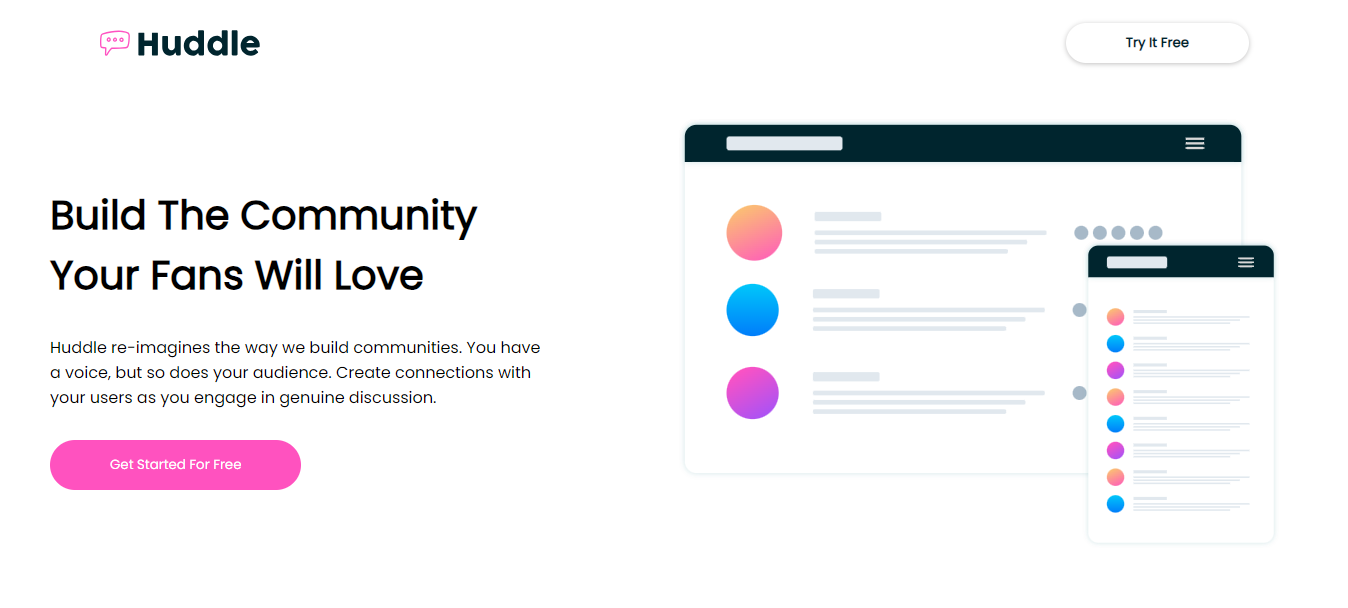 Huddle
Try It Free
Build The Community
Your Fans Will Love
Huddle re-imagines the way we build communities. You have
a voice, but so does your audience. Create connections with
your users as you engage in genuine discussion.
Get Started For Free